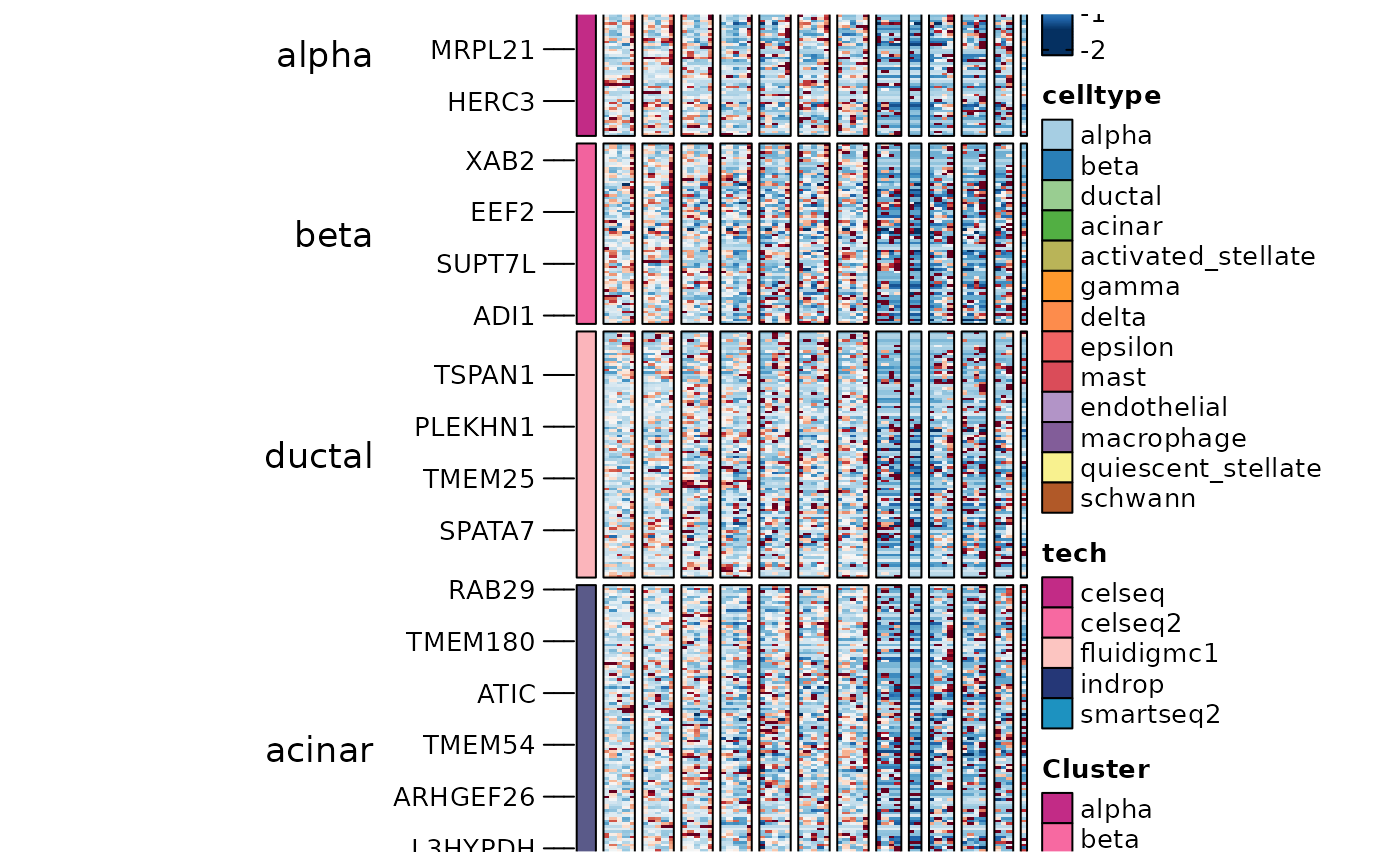 alpha
MRPL21
HERC3
XAB2
beta
EEF2
SUPT7L
ADI1
TSPAN1
PLEKHN1
ductal
TMEM25
SPATA7
RAB29
TMEM180
ATIC
acinar
TMEM54
ARHGEF26
L3HYPDH
-1
-2
celltype
alpha
beta
ductal
acinar
activated_stellate
gamma
delta
epsilon
mast
endothelial
macrophage
quiescent_stellate
schwann
tech
celseq
celseq2
fluidigmc1
indrop
smartseq2
Cluster
alpha
beta